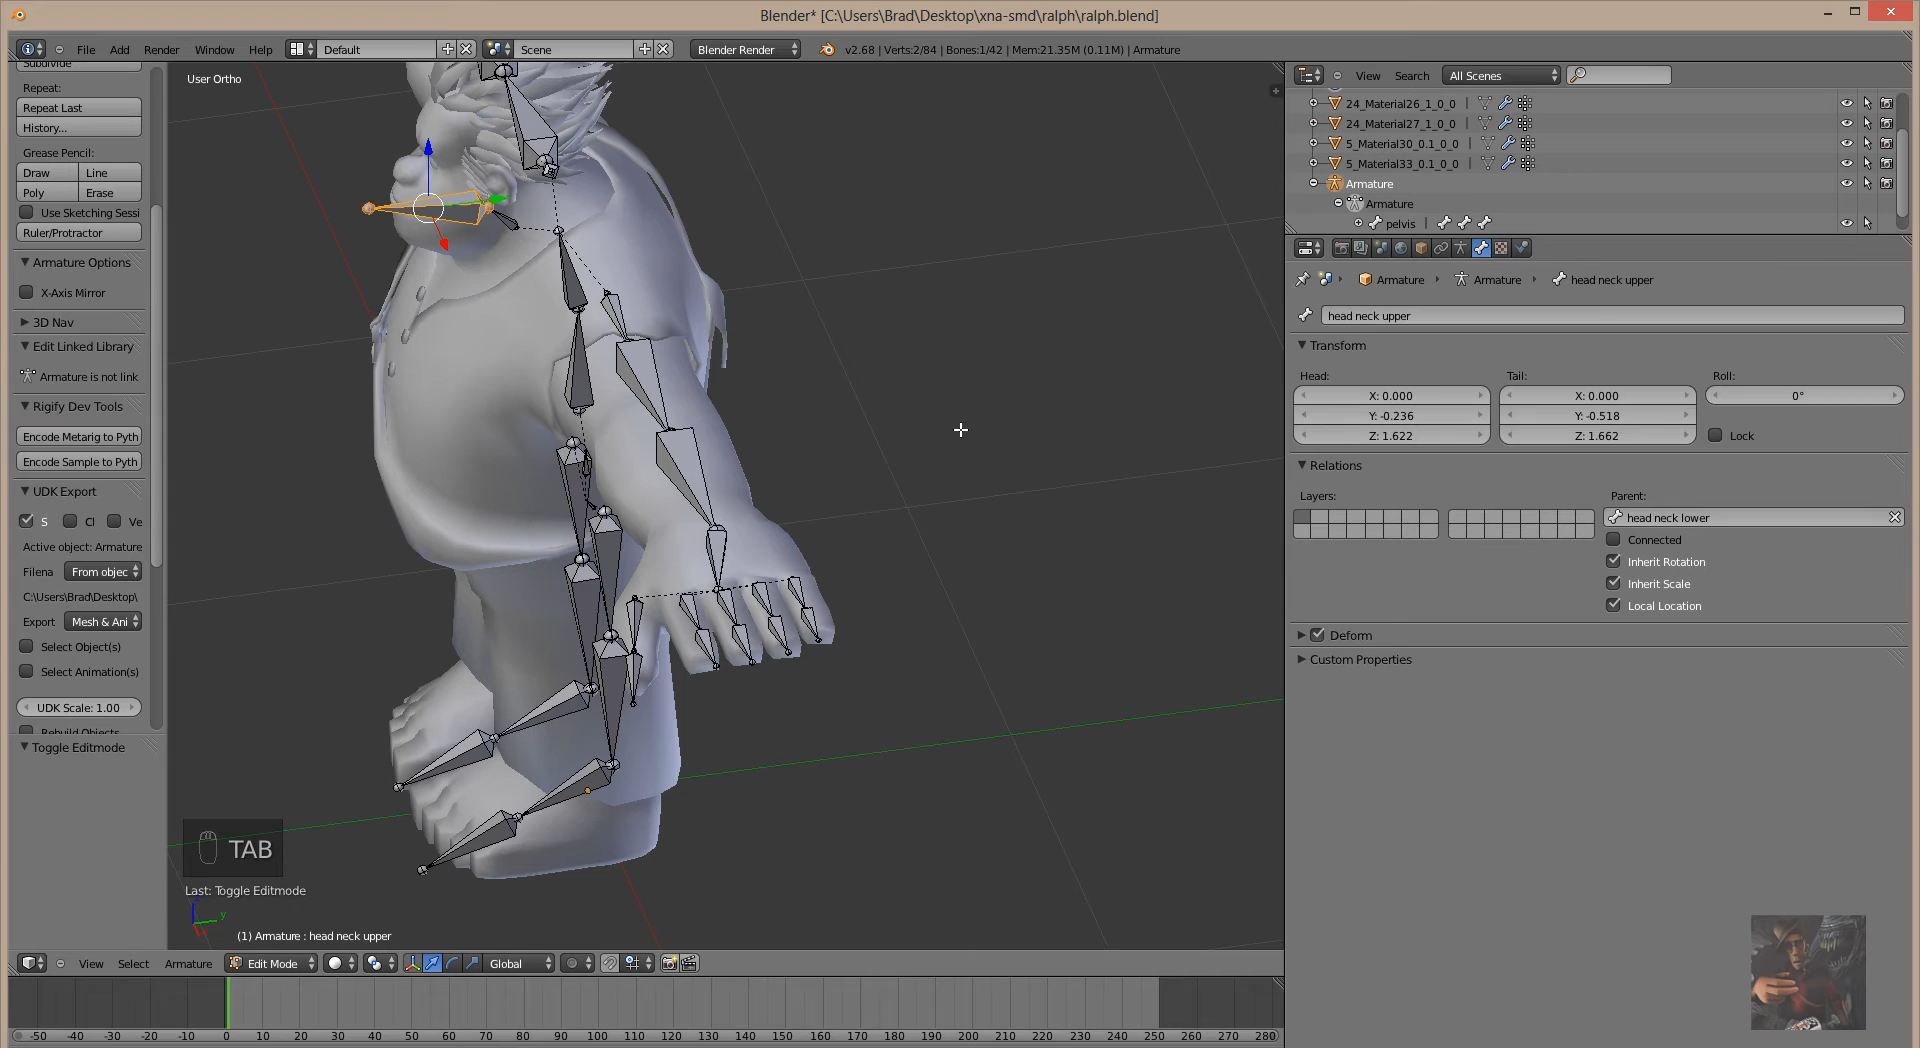 Blender* [C:\Users\Brad\Desktop\xna-smd\ralph\ralph.blend]
File Add Render Window Help Default Scene Blender Render v2.68 | Verts:2/84 | Bones:1/42 | Mem:21.35M (0.11M) | Armature
Subdivide
Repeat:
Repeat Last
History...
Grease Pencil:
Draw Line
Poly Erase
Use Sketching Sessi
Ruler/Protractor
Armature Options
X-Axis Mirror
3D Nav
Edit Linked Library
Armature is not link
Rigify Dev Tools
Encode Metarig to Pyth
Encode Sample to Pyth
UDK Export
S Cl Ve
Active object: Armature
Filena From objec
C:\Users\Brad\Desktop\
Export Mesh & Ani
Select Object(s)
Select Animation(s)
UDK Scale: 1.00
Rebuild Objects
Toggle Editmode
User Ortho
TAB
Last: Toggle Editmode
y
(1) Armature : head neck upper
View Select Armature Edit Mode Global
-50 -40 -30 -20 -10 0 10 20 30 40 50 60 70 80 90 100 110 120 130 140 150 160 170 180 190 200 210 220 230 240 250 260 270 280
View Search All Scenes
24_Material26_1_0_0
24_Material27_1_0_0
5_Material30_0.1_0_0
5_Material33_0.1_0_0
Armature
Armature
pelvis
Armature Armature head neck upper
head neck upper
Transform
Head: Tail: Roll:
X: 0.000 X: 0.000 0°
Y: -0.236 Y: -0.518
Z: 1.622 Z: 1.662 Lock
Relations
Layers: Parent:
head neck lower
Connected
Inherit Rotation
Inherit Scale
Local Location
Deform
Custom Properties